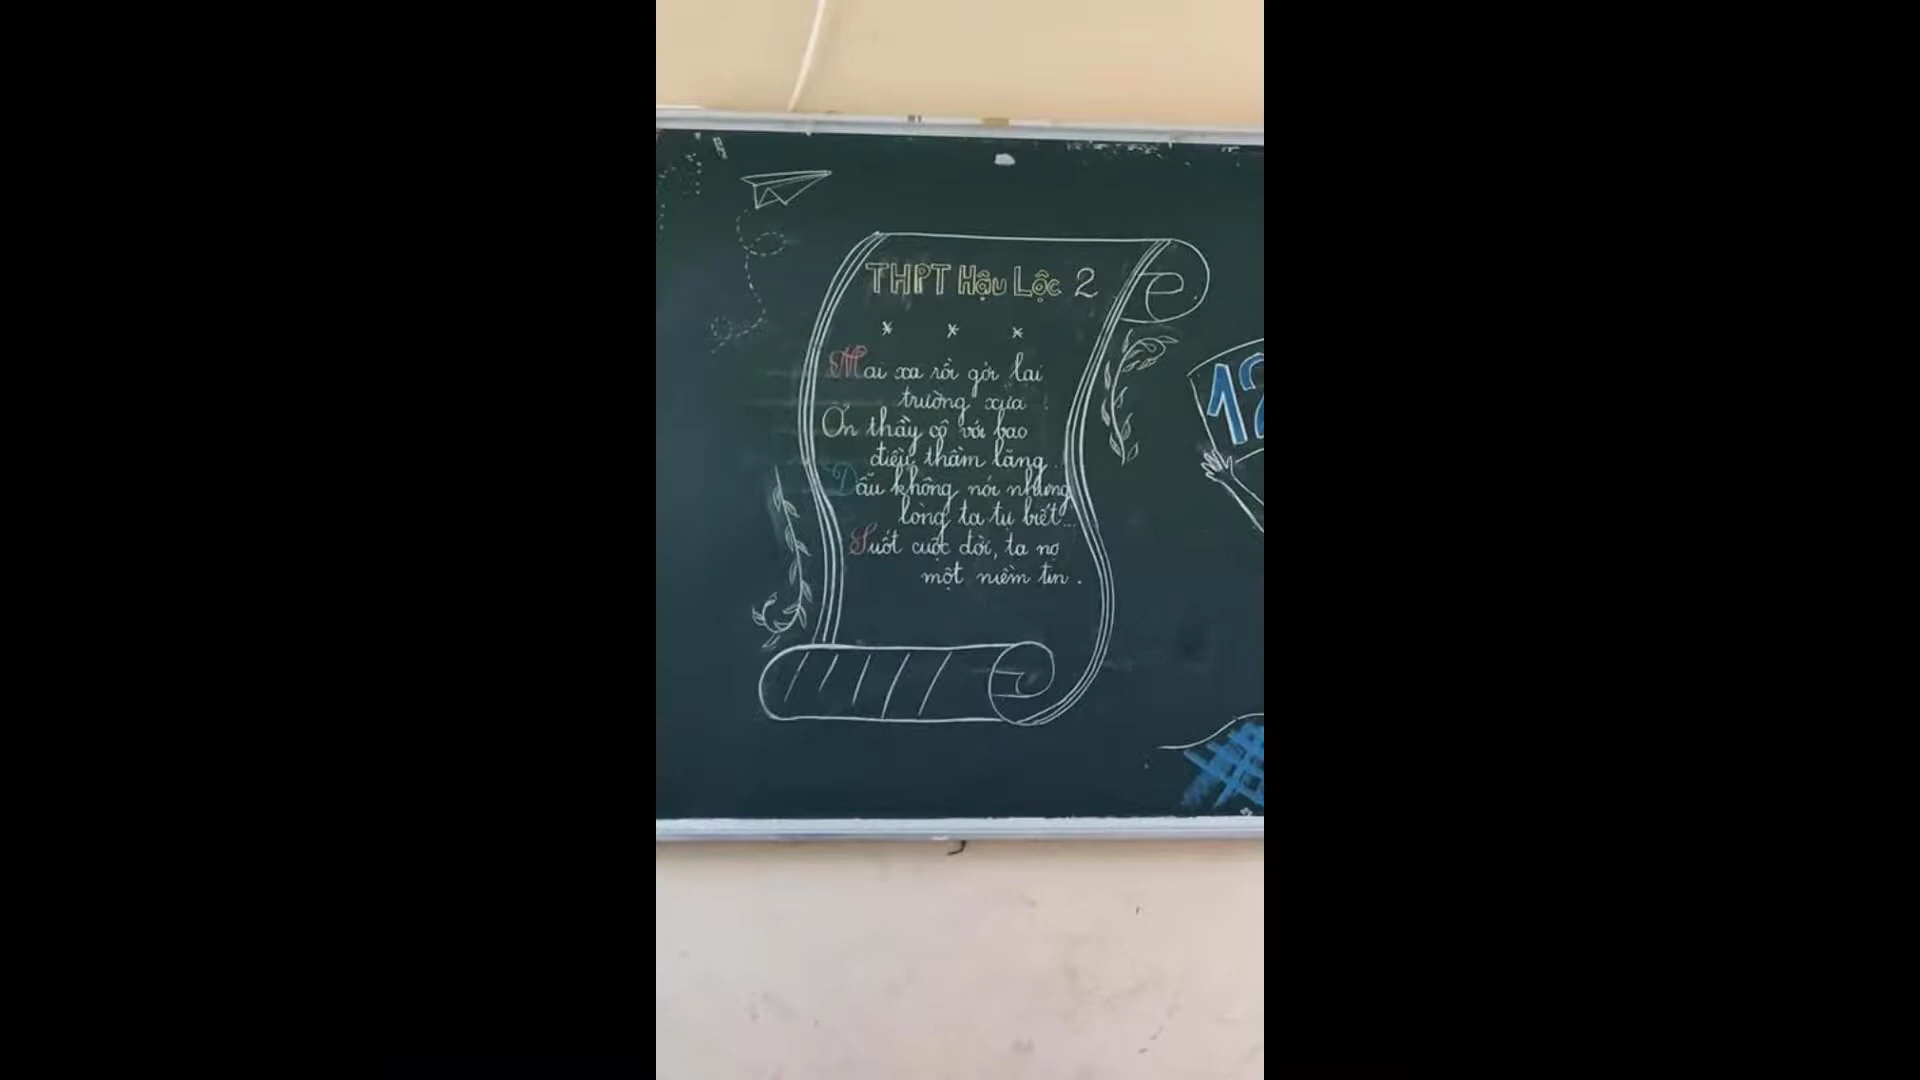 THPT Hậu Lộc 2
* * *
Mai xa rồi gởi lại
trường xưa !
Ơn thầy cô với bao
điều thầm lặng...
Dẫu không nói nhưng
lòng ta tự biết...
Suốt cuộc đời, ta nợ
một niềm tin.
12